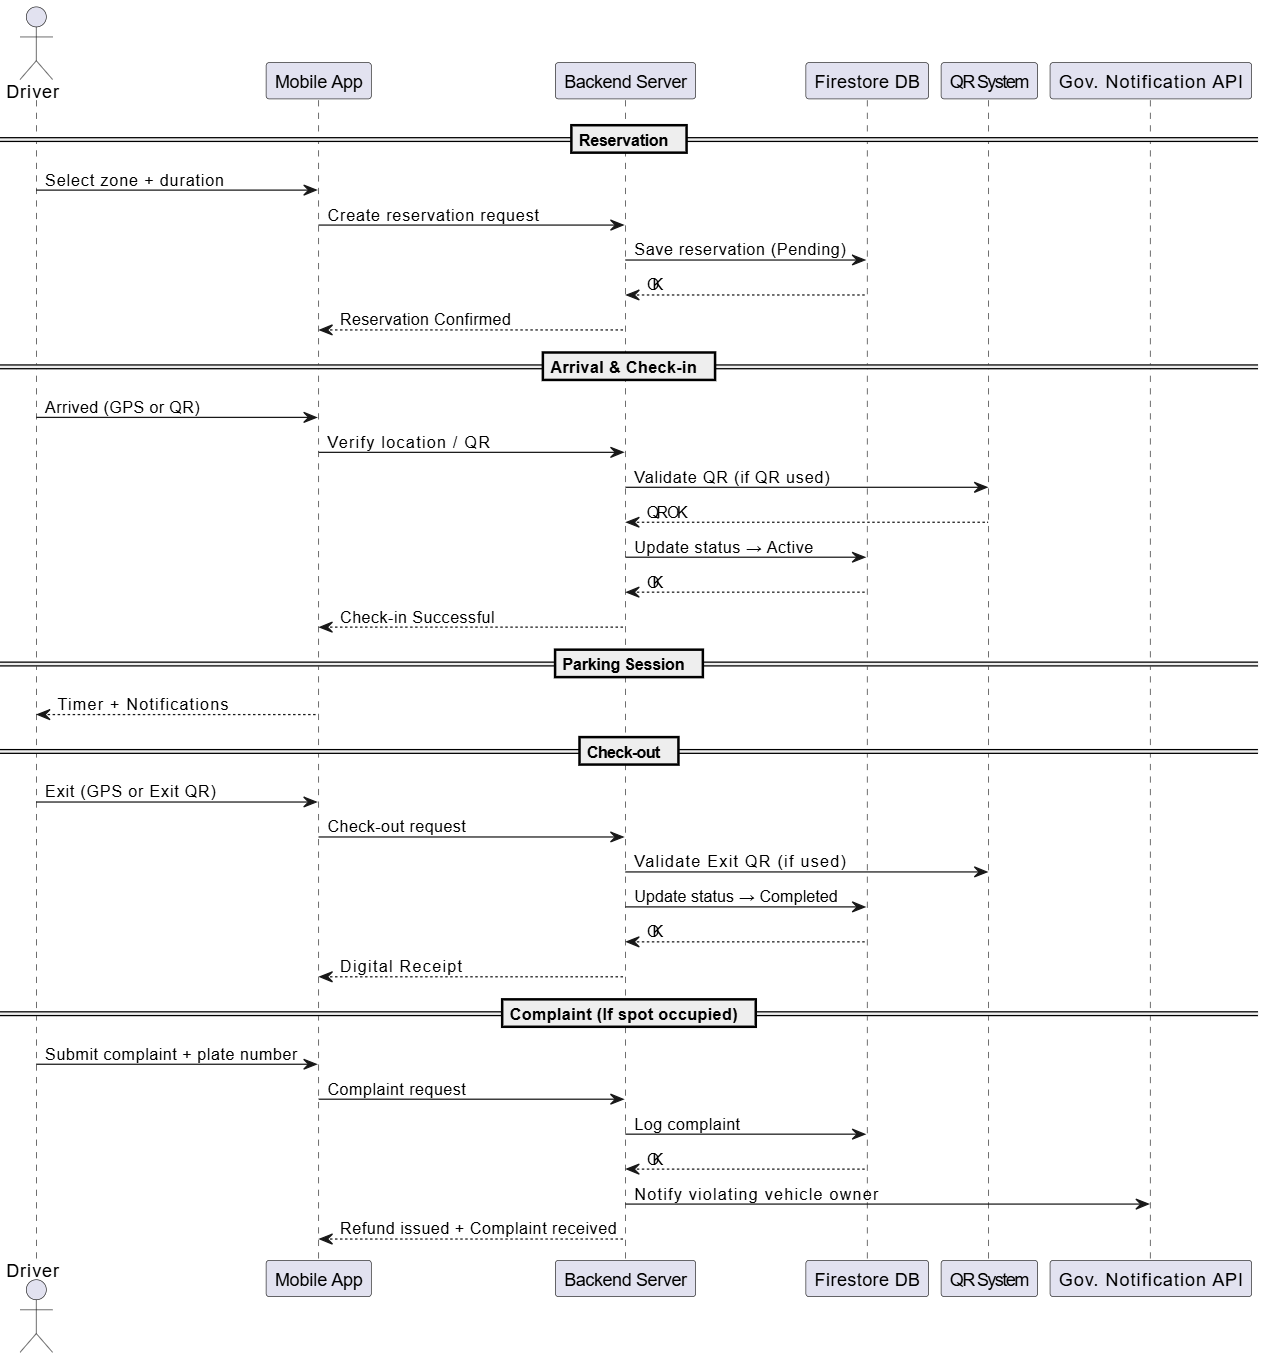 Driver
Mobile App
Backend Server
Firestore DB
QR System
Gov. Notification API
Reservation
Select zone + duration
Create reservation request
Save reservation (Pending)
OK
Reservation Confirmed
Arrival & Check-in
Arrived (GPS or QR)
Verify location / QR
Validate QR (if QR used)
QR OK
Update status → Active
OK
Check-in Successful
Parking Session
Timer + Notifications
Check-out
Exit (GPS or Exit QR)
Check-out request
Validate Exit QR (if used)
Update status → Completed
OK
Digital Receipt
Complaint (If spot occupied)
Submit complaint + plate number
Complaint request
Log complaint
OK
Notify violating vehicle owner
Refund issued + Complaint received
Driver
Mobile App
Backend Server
Firestore DB
QR System
Gov. Notification API